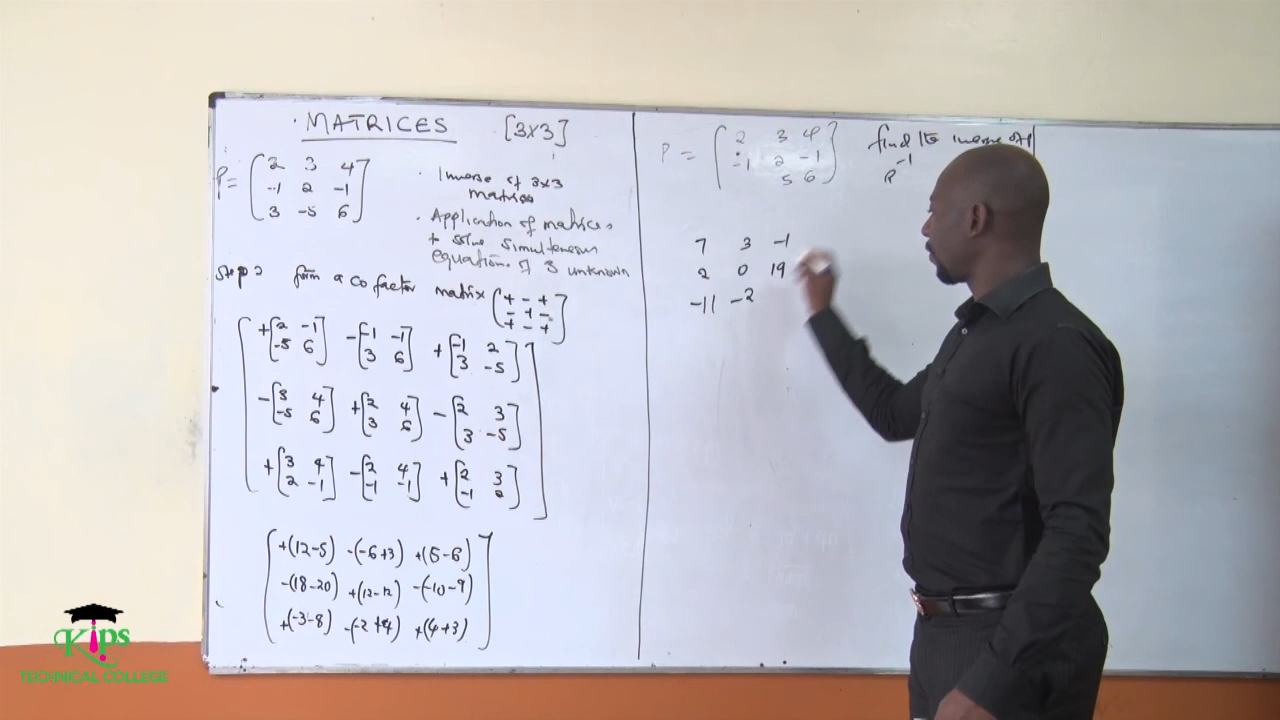 MATRICES [3x3]
P = 2 3 4
-1 2 -1
3 -5 6
. Inverse of 3x3
matrices
. Application of matrices
to solve simultaneous
equations of 3 unknown
Step 2 form a co factor matrix
+ - +
- + -
+ - +
+[2 -1 -[-1 -1] +[-1 2
-5 6] 3 6] 3 -5]
-[3 4 +[2 4 -[2 3
-5 6] 3 6] 3 -5]
+[3 4 -[2 4 +[2 3
2 -1] -1 -1] -1 2]
+(12-5) -(-6+3) +(5-6)
-(18-20) +(12-12) -(-10-9)
+(-3-8) -(-2+4) +(4+3)
P = 2 3 4
-1 2 -1
5 6
find the inverse of P
P-1
7 3 -1
2 0 19
-11 -2
Kips
TECHNICAL COLLEGE